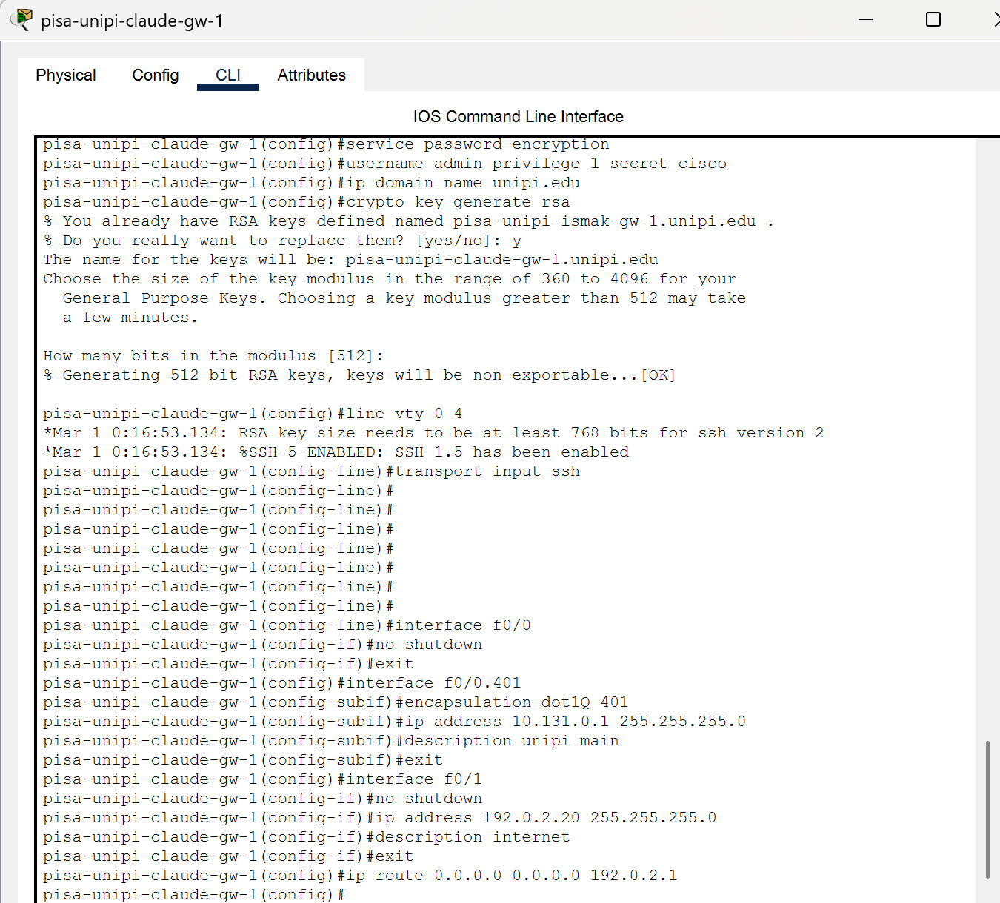 pisa-unipi-claude-gw-1
Physical Config CLI Attributes
IOS Command Line Interface
pisa-unipi-claude-gw-1(config)#service password-encryption
pisa-unipi-claude-gw-1(config)#username admin privilege 1 secret cisco
pisa-unipi-claude-gw-1(config)#ip domain name unipi.edu
pisa-unipi-claude-gw-1(config)#crypto key generate rsa
% You already have RSA keys defined named pisa-unipi-ismak-gw-1.unipi.edu .
% Do you really want to replace them? [yes/no]: y
The name for the keys will be: pisa-unipi-claude-gw-1.unipi.edu
Choose the size of the key modulus in the range of 360 to 4096 for your
  General Purpose Keys. Choosing a key modulus greater than 512 may take
  a few minutes.

How many bits in the modulus [512]:
% Generating 512 bit RSA keys, keys will be non-exportable...[OK]

pisa-unipi-claude-gw-1(config)#line vty 0 4
*Mar 1 0:16:53.134: RSA key size needs to be at least 768 bits for ssh version 2
*Mar 1 0:16:53.134: %SSH-5-ENABLED: SSH 1.5 has been enabled
pisa-unipi-claude-gw-1(config-line)#transport input ssh
pisa-unipi-claude-gw-1(config-line)#
pisa-unipi-claude-gw-1(config-line)#
pisa-unipi-claude-gw-1(config-line)#
pisa-unipi-claude-gw-1(config-line)#
pisa-unipi-claude-gw-1(config-line)#
pisa-unipi-claude-gw-1(config-line)#
pisa-unipi-claude-gw-1(config-line)#
pisa-unipi-claude-gw-1(config-line)#interface f0/0
pisa-unipi-claude-gw-1(config-if)#no shutdown
pisa-unipi-claude-gw-1(config-if)#exit
pisa-unipi-claude-gw-1(config)#interface f0/0.401
pisa-unipi-claude-gw-1(config-subif)#encapsulation dot1Q 401
pisa-unipi-claude-gw-1(config-subif)#ip address 10.131.0.1 255.255.255.0
pisa-unipi-claude-gw-1(config-subif)#description unipi main
pisa-unipi-claude-gw-1(config-subif)#exit
pisa-unipi-claude-gw-1(config)#interface f0/1
pisa-unipi-claude-gw-1(config-if)#no shutdown
pisa-unipi-claude-gw-1(config-if)#ip address 192.0.2.20 255.255.255.0
pisa-unipi-claude-gw-1(config-if)#description internet
pisa-unipi-claude-gw-1(config-if)#exit
pisa-unipi-claude-gw-1(config)#ip route 0.0.0.0 0.0.0.0 192.0.2.1
pisa-unipi-claude-gw-1(config)#